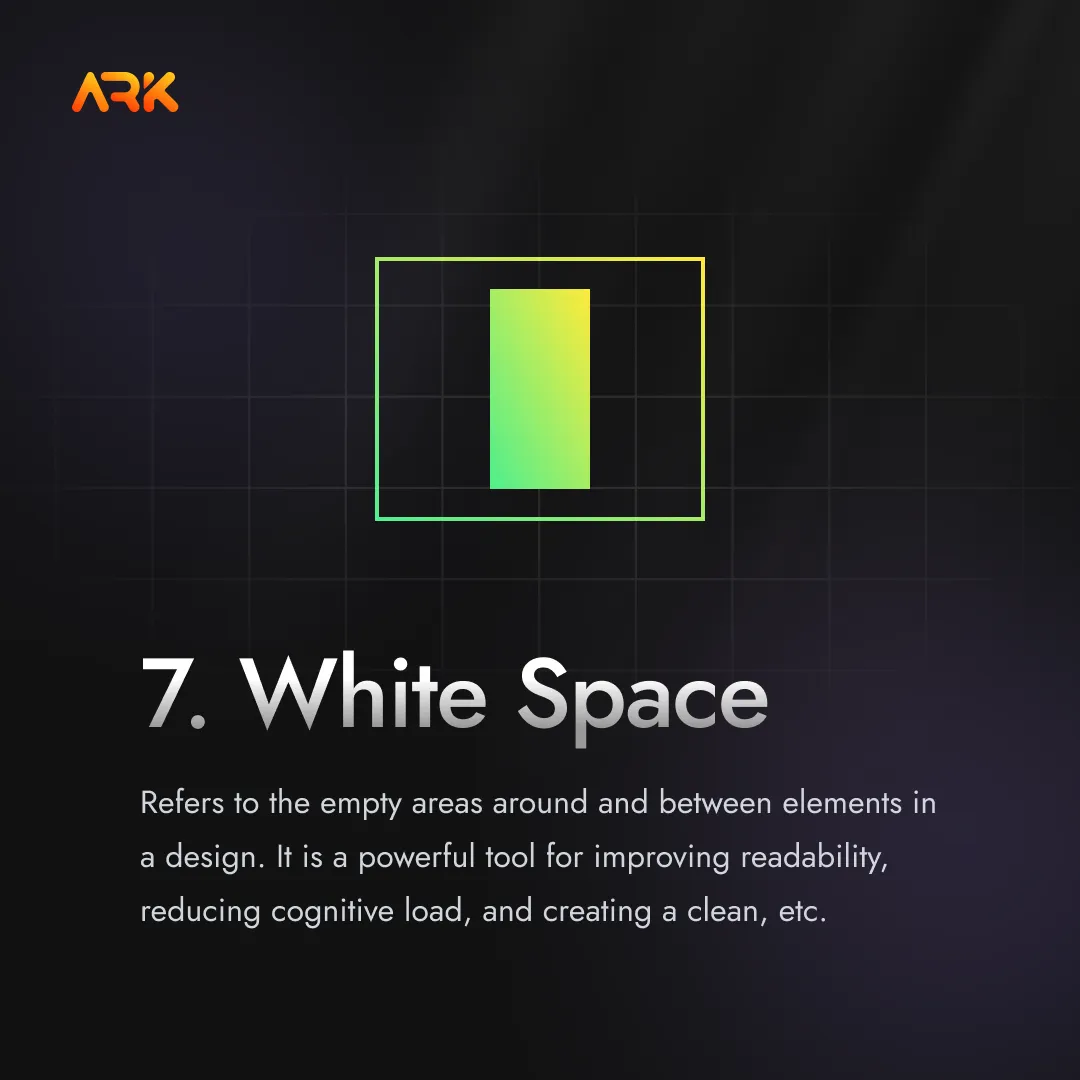 ARK
7. White Space
Refers to the empty areas around and between elements in
a design. It is a powerful tool for improving readability,
reducing cognitive load, and creating a clean, etc.